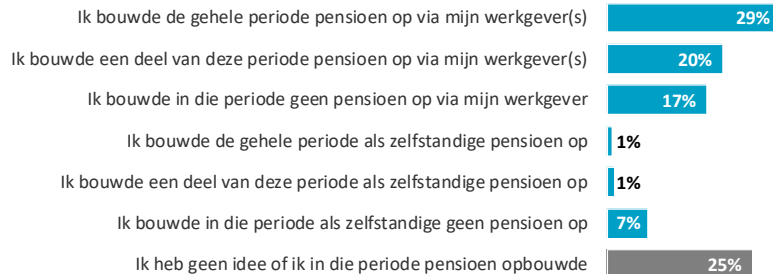 Ik bouwde de gehele periode pensioen op via mijn werkgever(s) 29%
Ik bouwde een deel van deze periode pensioen op via mijn werkgever(s) 20%
Ik bouwde in die periode geen pensioen op via mijn werkgever 17%
Ik bouwde de gehele periode als zelfstandige pensioen op 1%
Ik bouwde een deel van deze periode als zelfstandige pensioen op 1%
Ik bouwde in die periode als zelfstandige geen pensioen op 7%
Ik heb geen idee of ik in die periode pensioen opbouwde 25%